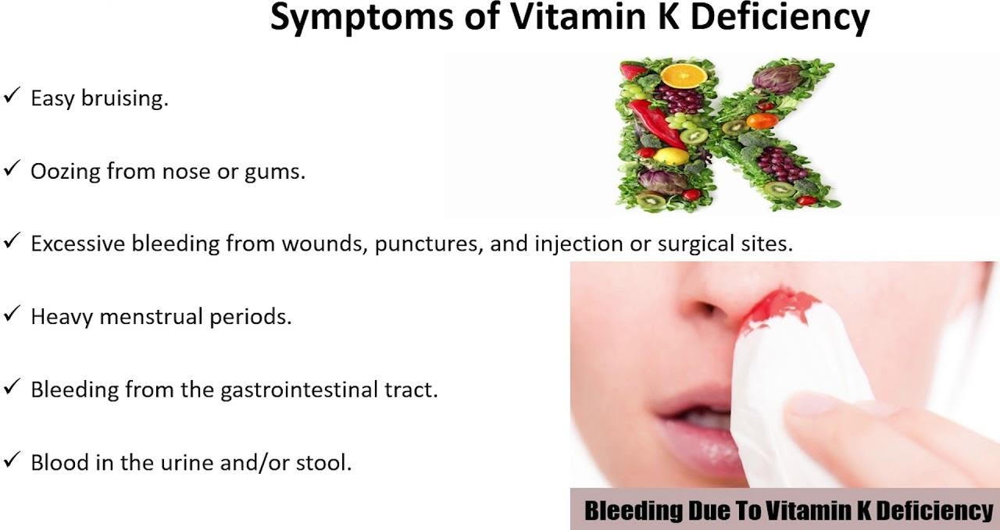 Symptoms of Vitamin K Deficiency
✓ Easy bruising.
✓ Oozing from nose or gums.
✓ Excessive bleeding from wounds, punctures, and injection or surgical sites.
✓ Heavy menstrual periods.
✓ Bleeding from the gastrointestinal tract.
✓ Blood in the urine and/or stool.
K
Bleeding Due To Vitamin K Deficiency